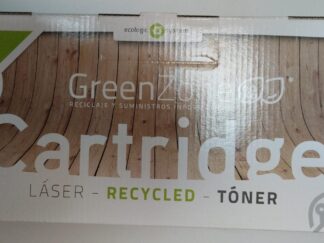 ecologic system
GreenZone
RECICLAJE Y SUMINISTROS
Cartridge
LÁSER - RECYCLED - TÓNER